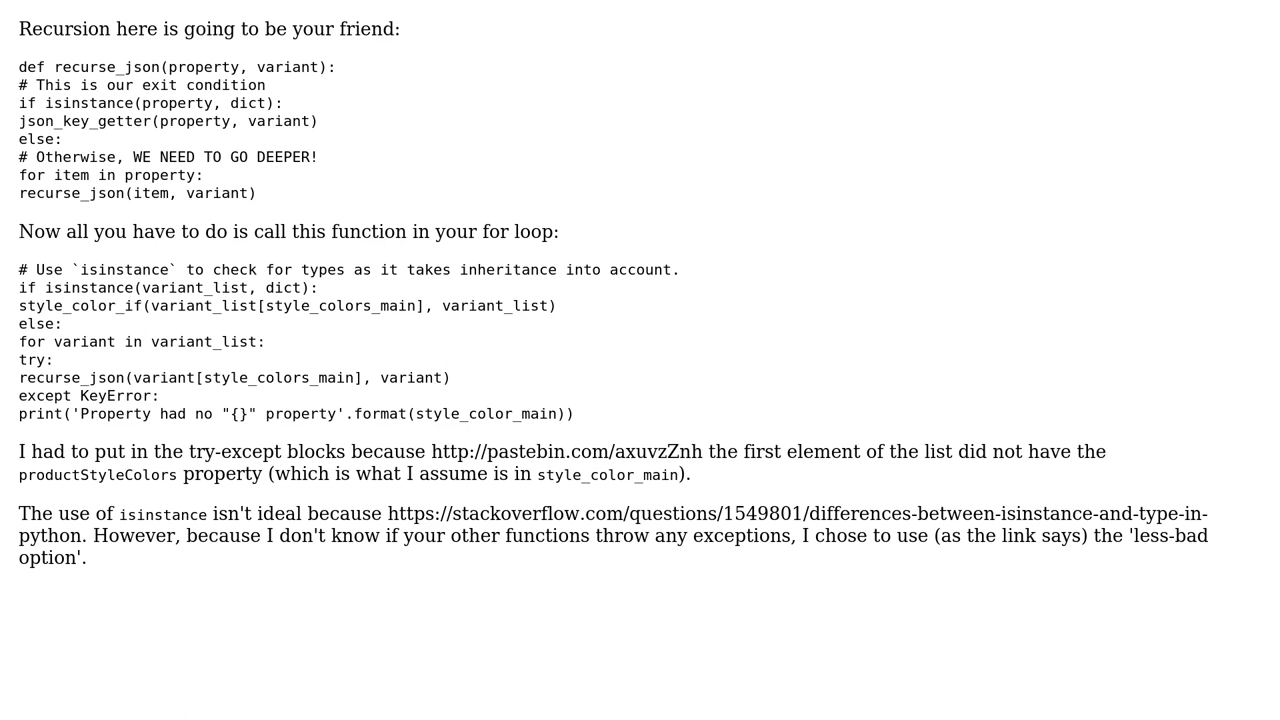 Recursion here is going to be your friend:
def recurse_json(property, variant):
# This is our exit condition
if isinstance(property, dict):
json_key_getter(property, variant)
else:
# Otherwise, WE NEED TO GO DEEPER!
for item in property:
recurse_json(item, variant)
Now all you have to do is call this function in your for loop:
# Use `isinstance` to check for types as it takes inheritance into account.
if isinstance(variant_list, dict):
style_color_if(variant_list[style_colors_main], variant_list)
else:
for variant in variant_list:
try:
recurse_json(variant[style_colors_main], variant)
except KeyError:
print('Property had no "{}" property'.format(style_color_main))
I had to put in the try-except blocks because http://pastebin.com/axuvzZnh the first element of the list did not have the
productStyleColors property (which is what I assume is in style_color_main).
The use of isinstance isn't ideal because https://stackoverflow.com/questions/1549801/differences-between-isinstance-and-type-in-
python. However, because I don't know if your other functions throw any exceptions, I chose to use (as the link says) the 'less-bad
option'.